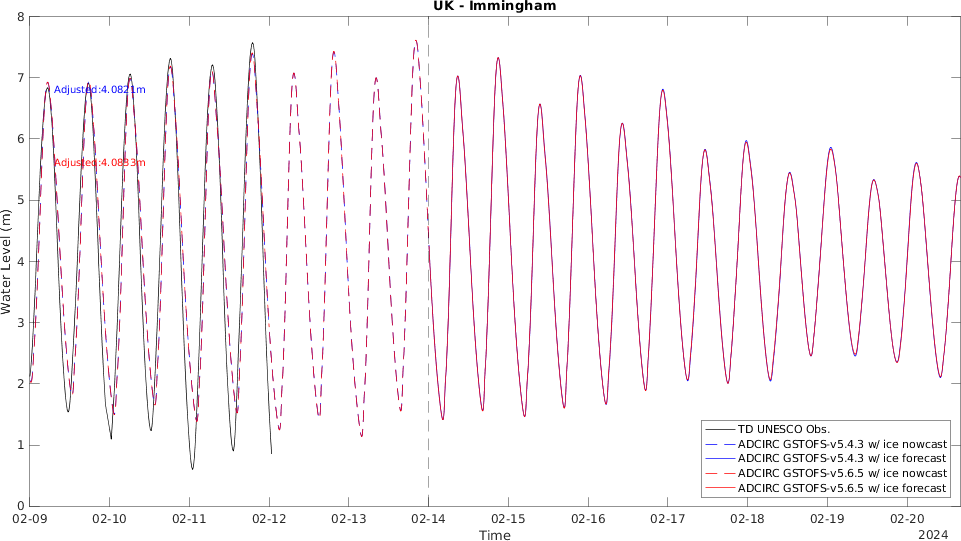 UK - Immingham
8
7
6
5
4
3
2
1
0
Water Level (m)
Adjusted:4.0821m
Adjusted:4.0833m
TD UNESCO Obs.
ADCIRC GSTOFS-v5.4.3 w/ ice nowcast
ADCIRC GSTOFS-v5.4.3 w/ ice forecast
ADCIRC GSTOFS-v5.6.5 w/ ice nowcast
ADCIRC GSTOFS-v5.6.5 w/ ice forecast
02-09 02-10 02-11 02-12 02-13 02-14 02-15 02-16 02-17 02-18 02-19 02-20
Time
2024